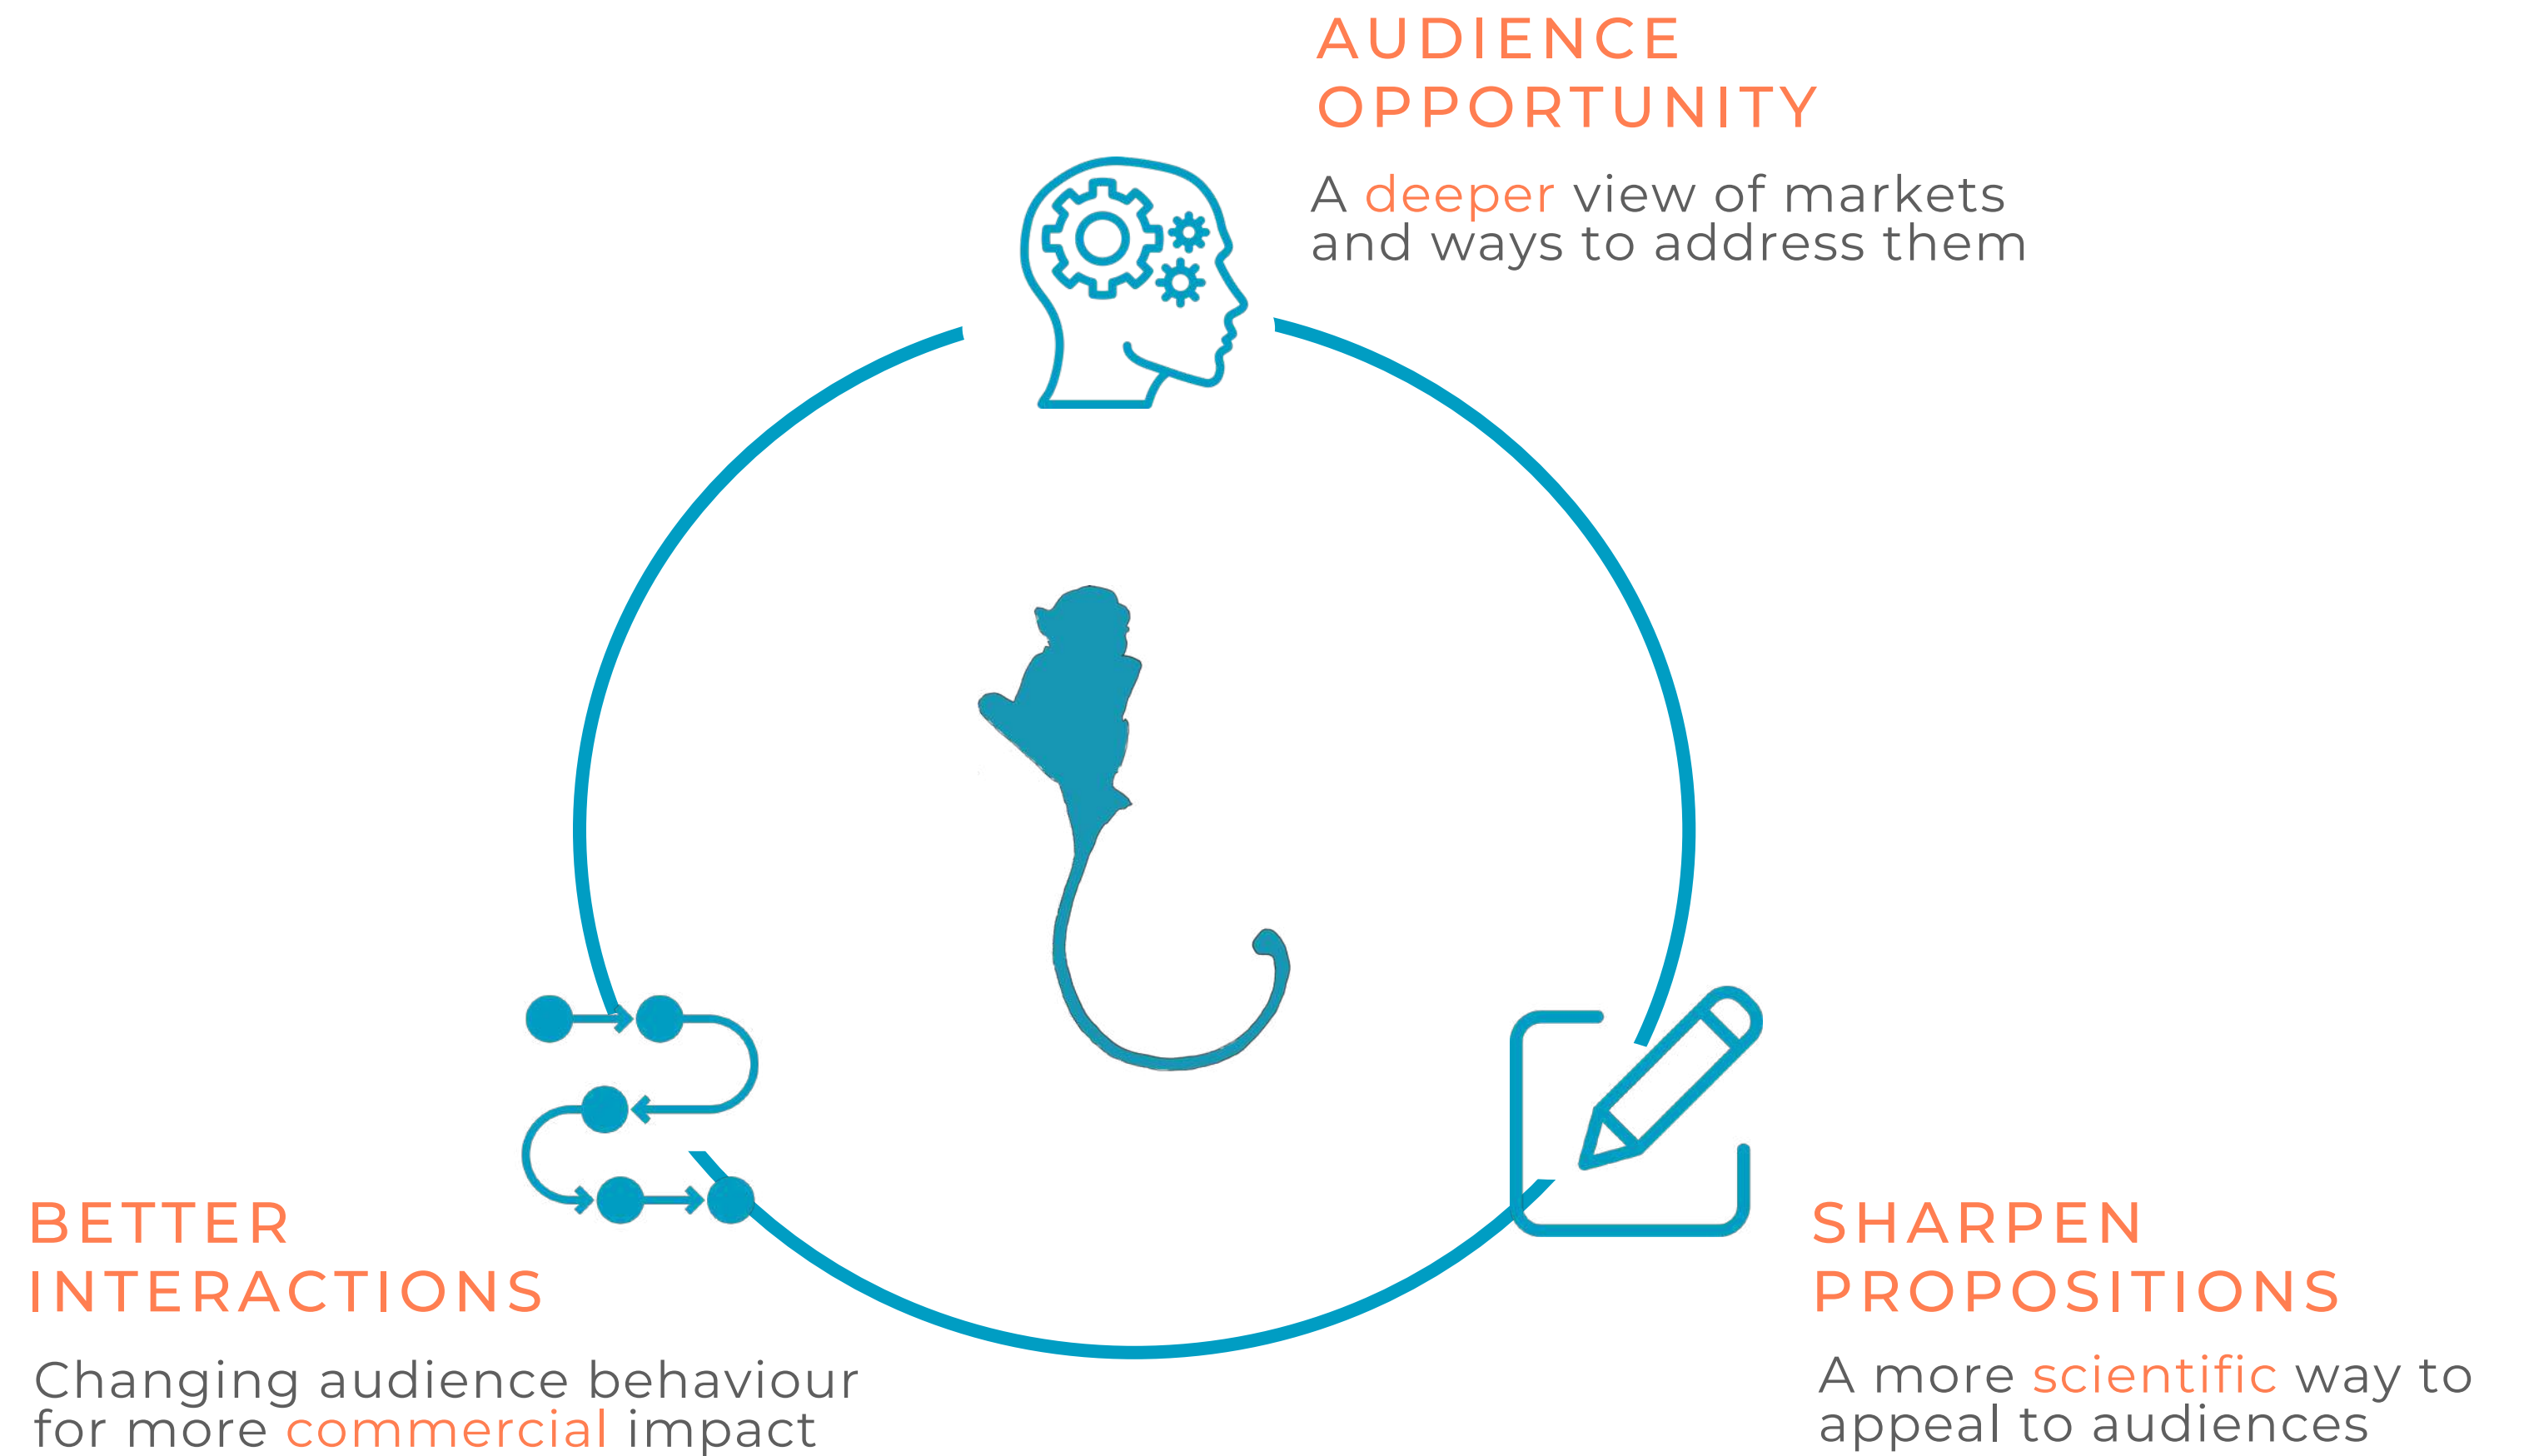 AUDIENCE
OPPORTUNITY
A deeper view of markets
and ways to address them
BETTER
INTERACTIONS
Changing audience behaviour
for more commercial impact
SHARPEN
PROPOSITIONS
A more scientific way to
appeal to audiences